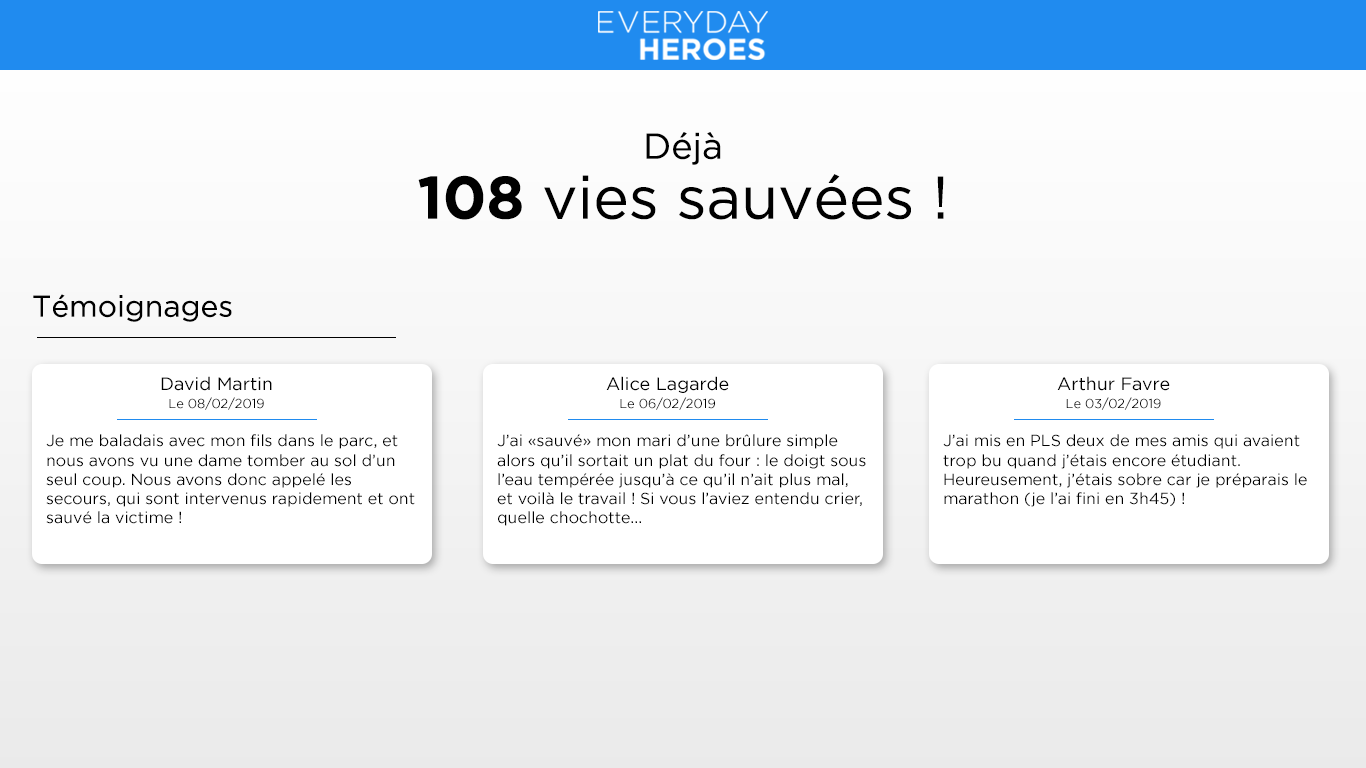 EVERYDAY
HEROES
Déjà
108 vies sauvées !
Témoignages
David Martin
Le 08/02/2019
Je me baladais avec mon fils dans le parc, et
nous avons vu une dame tomber au sol d'un
seul coup. Nous avons donc appelé les
secours, qui sont intervenus rapidement et ont
sauvé la victime !
Alice Lagarde
Le 06/02/2019
J'ai «sauvé» mon mari d'une brûlure simple
alors qu'il sortait un plat du four : le doigt sous
l'eau tempérée jusqu'à ce qu'il n'ait plus mal,
et voilà le travail ! Si vous l'aviez entendu crier,
quelle chochotte...
Arthur Favre
Le 03/02/2019
J'ai mis en PLS deux de mes amis qui avaient
trop bu quand j'étais encore étudiant.
Heureusement, j'étais sobre car je préparais le
marathon (je l'ai fini en 3h45) !